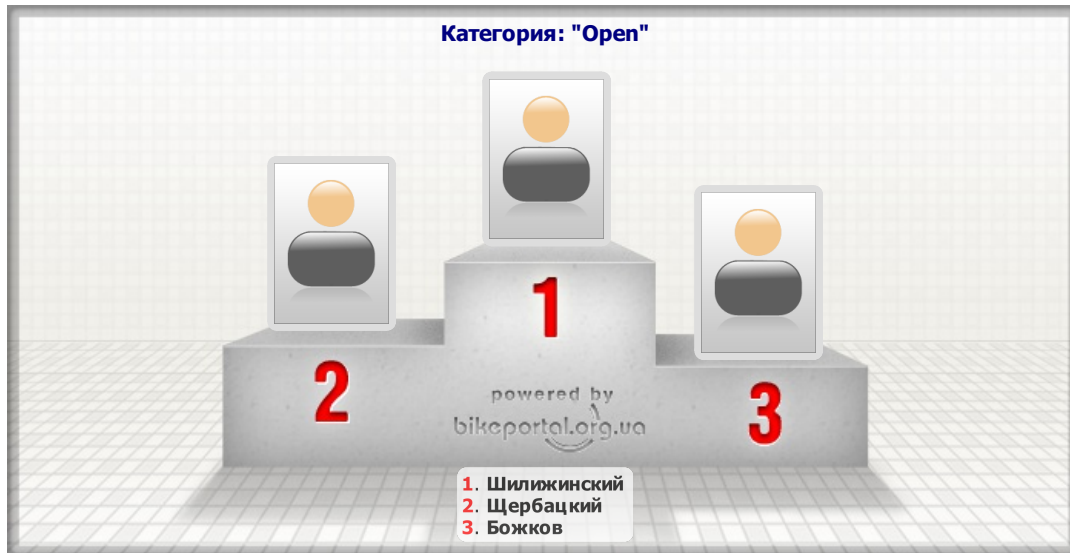 Категория: "Open"
1
2
3
powered by
bikeportal.org.ua
1. Шилижинский
2. Щербацкий
3. Божков